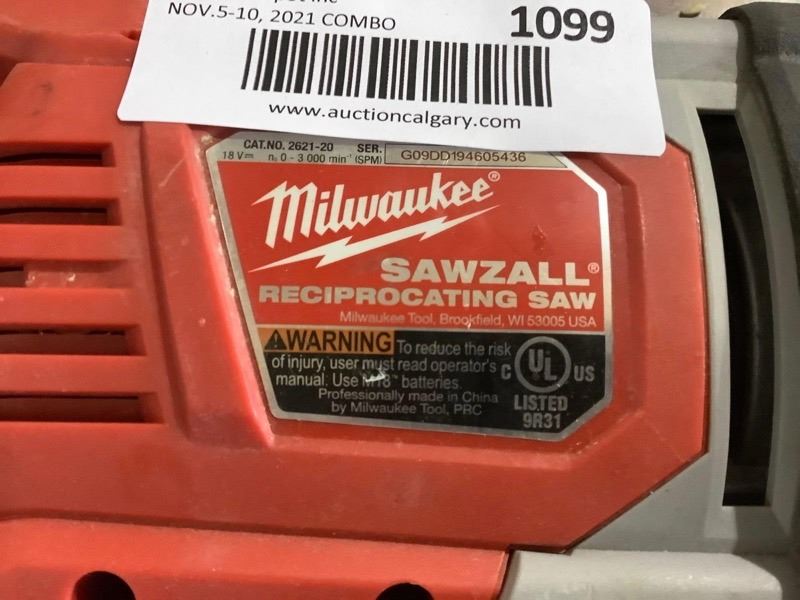 NOV.5-10, 2021 COMBO
1099
www.auctioncalgary.com
CAT.NO. 2621-20 SER.
18 V⎓ n₀ 0 - 3 000 min⁻¹ (SPM) G09DD194605436
Milwaukee®
SAWZALL®
RECIPROCATING SAW
Milwaukee Tool, Brookfield, WI 53005 USA
WARNING To reduce the risk
of injury, user must read operator's
manual. Use M18™ batteries.
Professionally made in China
by Milwaukee Tool, PRC
C UL US
LISTED
9R31